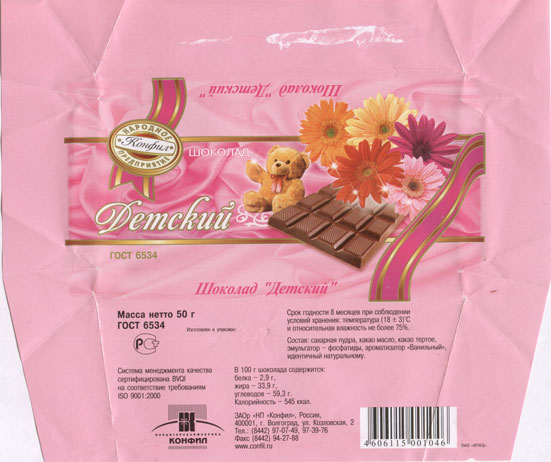 Шоколад "Детский"
НАРОДНОЕ
"Конфил"
ПРЕДПРИЯТИЕ
ШОКОЛАД
Детский
ГОСТ 6534
Шоколад "Детский"
Масса нетто 50 г
ГОСТ 6534
Изготовлен и упакован:
Система менеджмента качества
сертифицирована BVQI
на соответствие требованиям
ISO 9001:2000
КОНДИТЕРСКАЯ ФАБРИКА
КОНФИЛ
Срок годности 8 месяцев при соблюдении
условий хранения: температура (18 ± 3)°С
и относительная влажность не более 75%.
Состав: сахарная пудра, какао масло, какао тертое,
эмульгатор – фосфатиды, ароматизатор «Ванильный»,
идентичный натуральному.
В 100 г шоколада содержится:
белка – 2,9 г,
жира – 33,9 г,
углеводов – 59,3 г.
Калорийность – 545 ккал.
ЗАОр «НП «Конфил», Россия,
400001, г. Волгоград, ул. Козловская, 2
Тел.: (8442) 97-07-49, 97-39-76
Факс (8442) 94-27-88
www.confil.ru
4 606115 001046